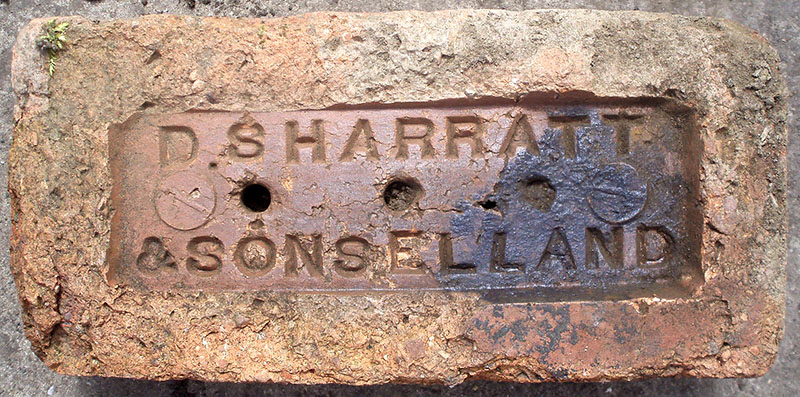 D. SHARRATT
& SONS ELLAND